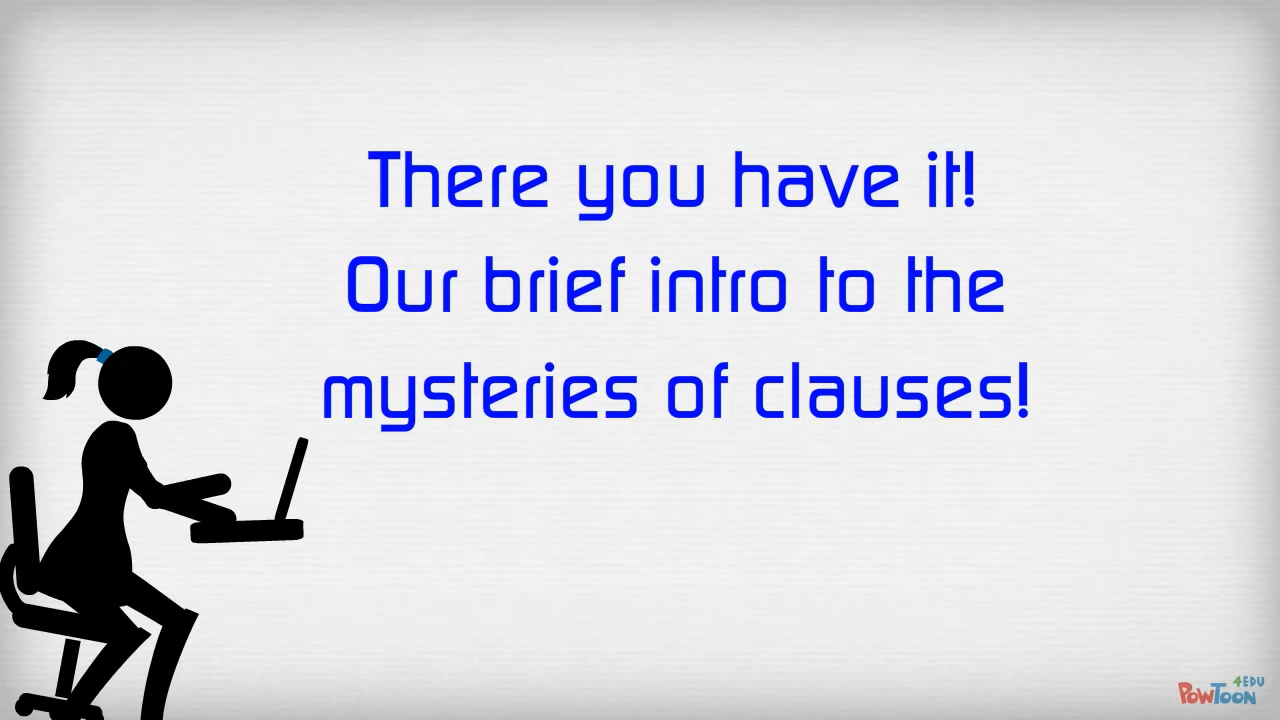 There you have it!
Our brief intro to the
mysteries of clauses!
4EDU
PowToon